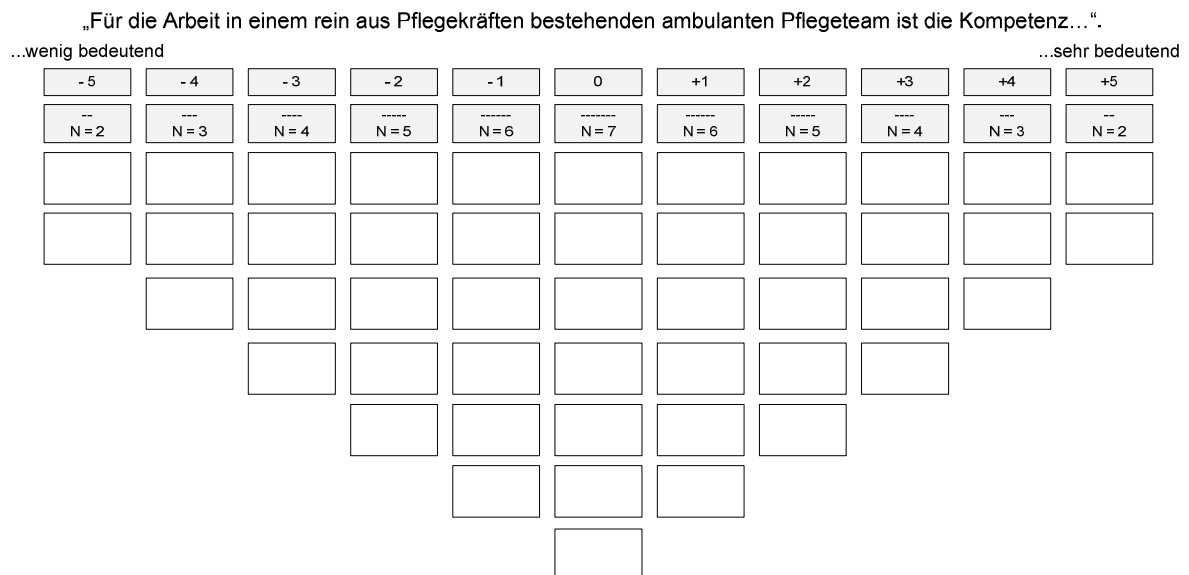 „Für die Arbeit in einem rein aus Pflegekräften bestehenden ambulanten Pflegeteam ist die Kompetenz…“.
...wenig bedeutend ...sehr bedeutend
- 5 - 4 - 3 - 2 - 1 0 +1 +2 +3 +4 +5
-- --- ---- ----- ------ ------- ------ ----- ---- --- --
N = 2 N = 3 N = 4 N = 5 N = 6 N = 7 N = 6 N = 5 N = 4 N = 3 N = 2